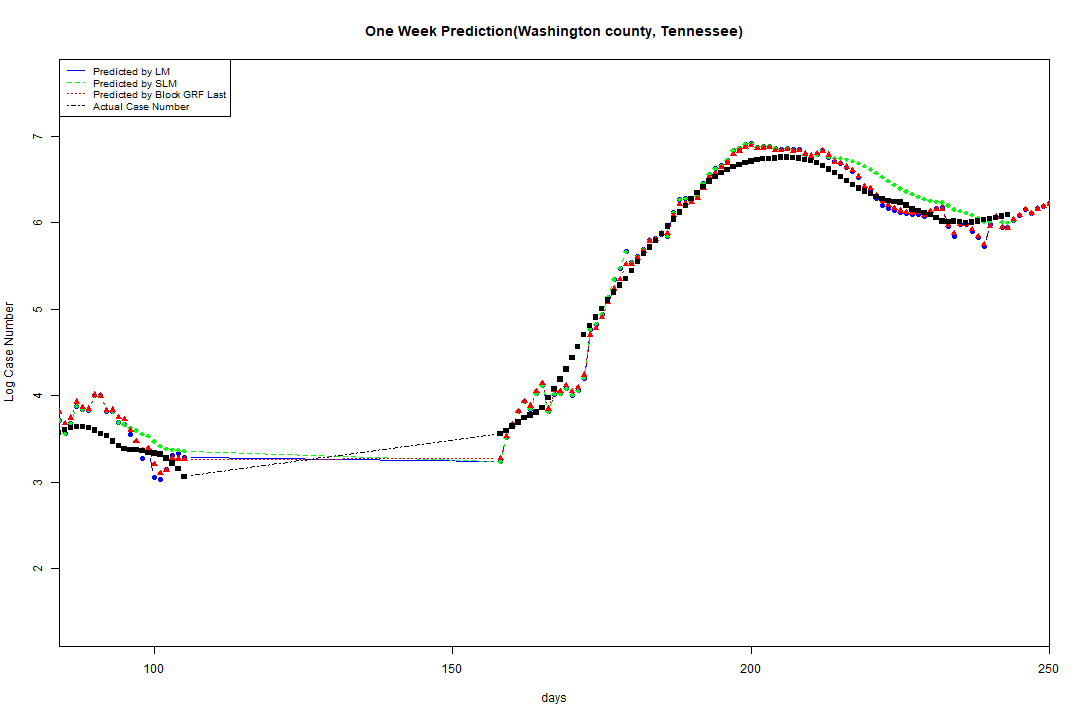 One Week Prediction(Washington county, Tennessee)
Predicted by LM
Predicted by SLM
Predicted by Block GRF Last
Actual Case Number
7
6
5
4
3
2
Log Case Number
100 150 200 250
days